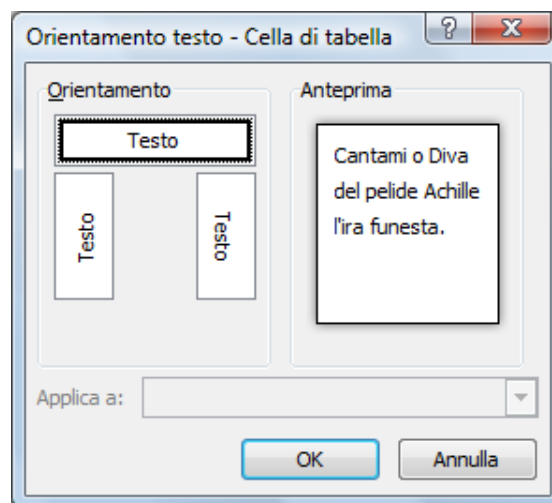 Orientamento testo - Cella di tabella
Orientamento
Testo
Testo
Testo
Anteprima
Cantami o Diva
del pelide Achille
l'ira funesta.
Applica a:
OK
Annulla